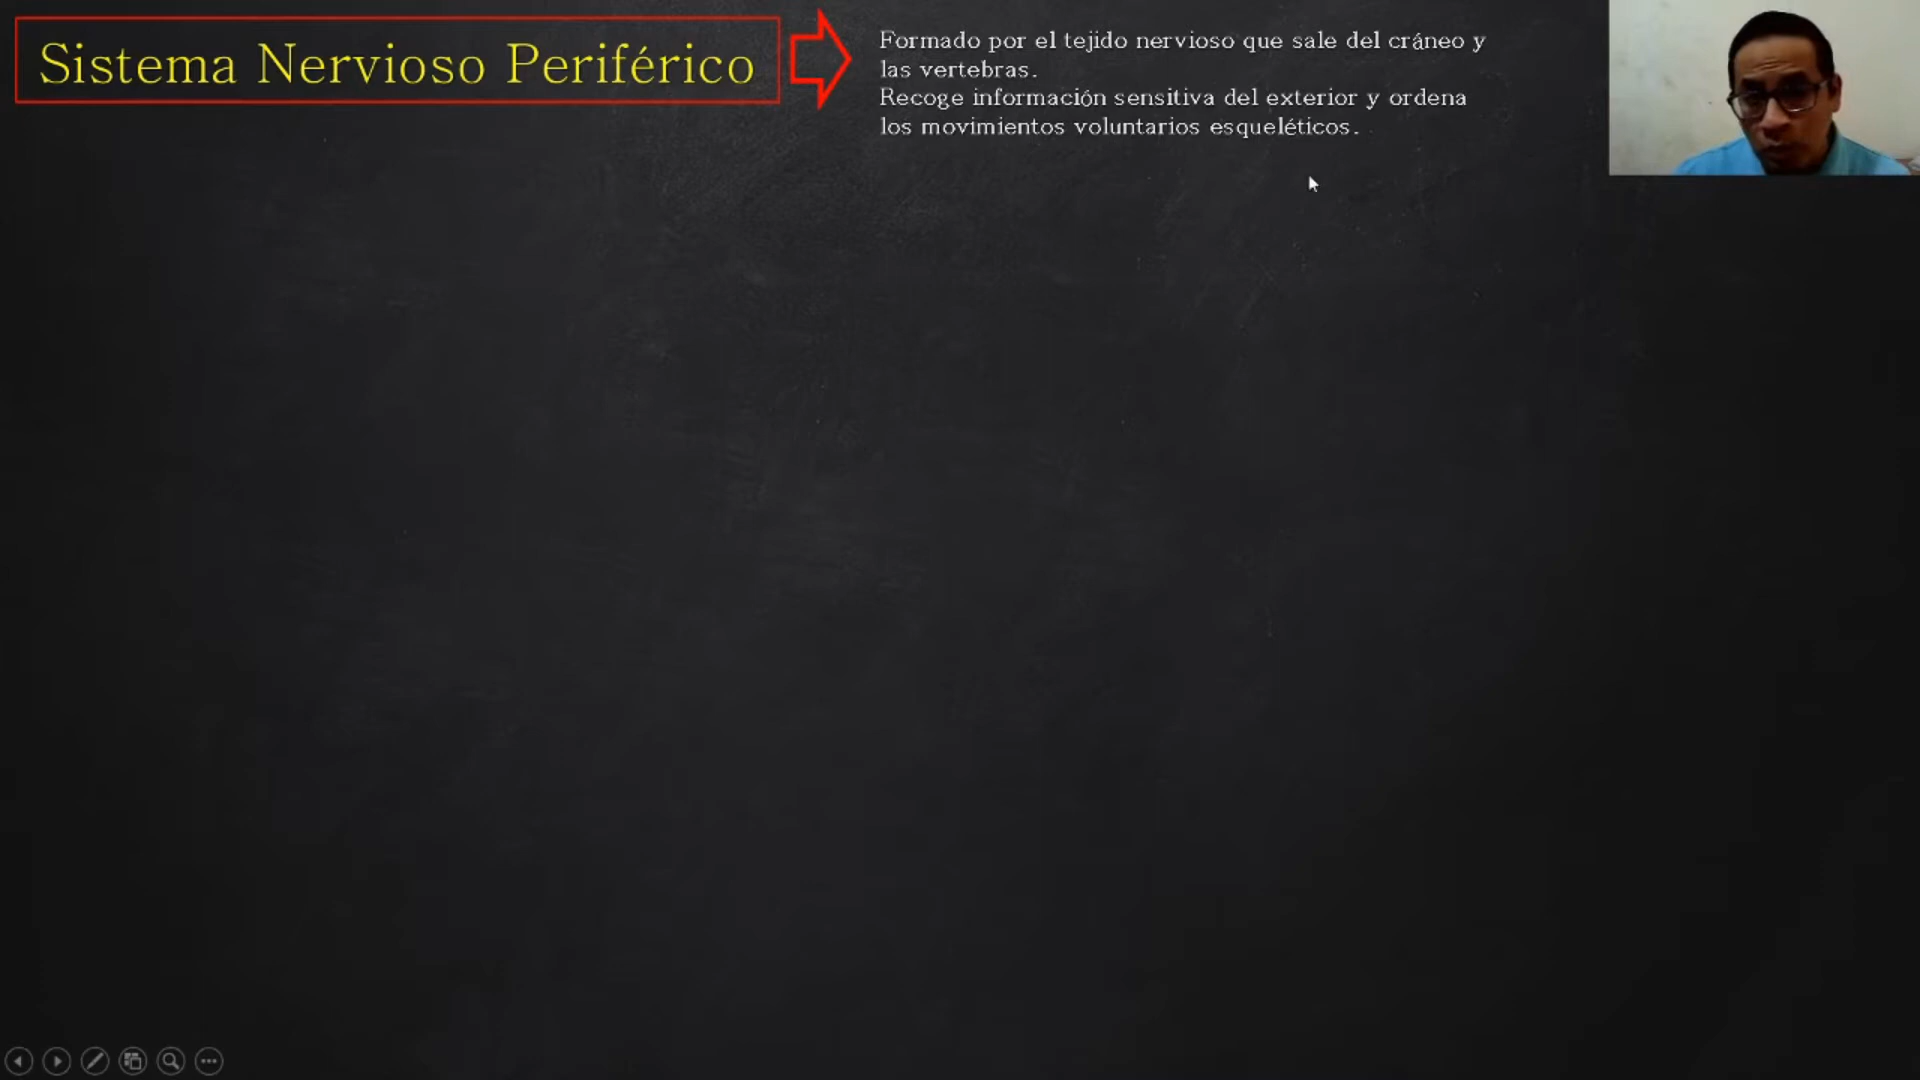 Sistema Nervioso Periférico
Formado por el tejido nervioso que sale del cráneo y
las vertebras.
Recoge información sensitiva del exterior y ordena
los movimientos voluntarios esqueléticos.